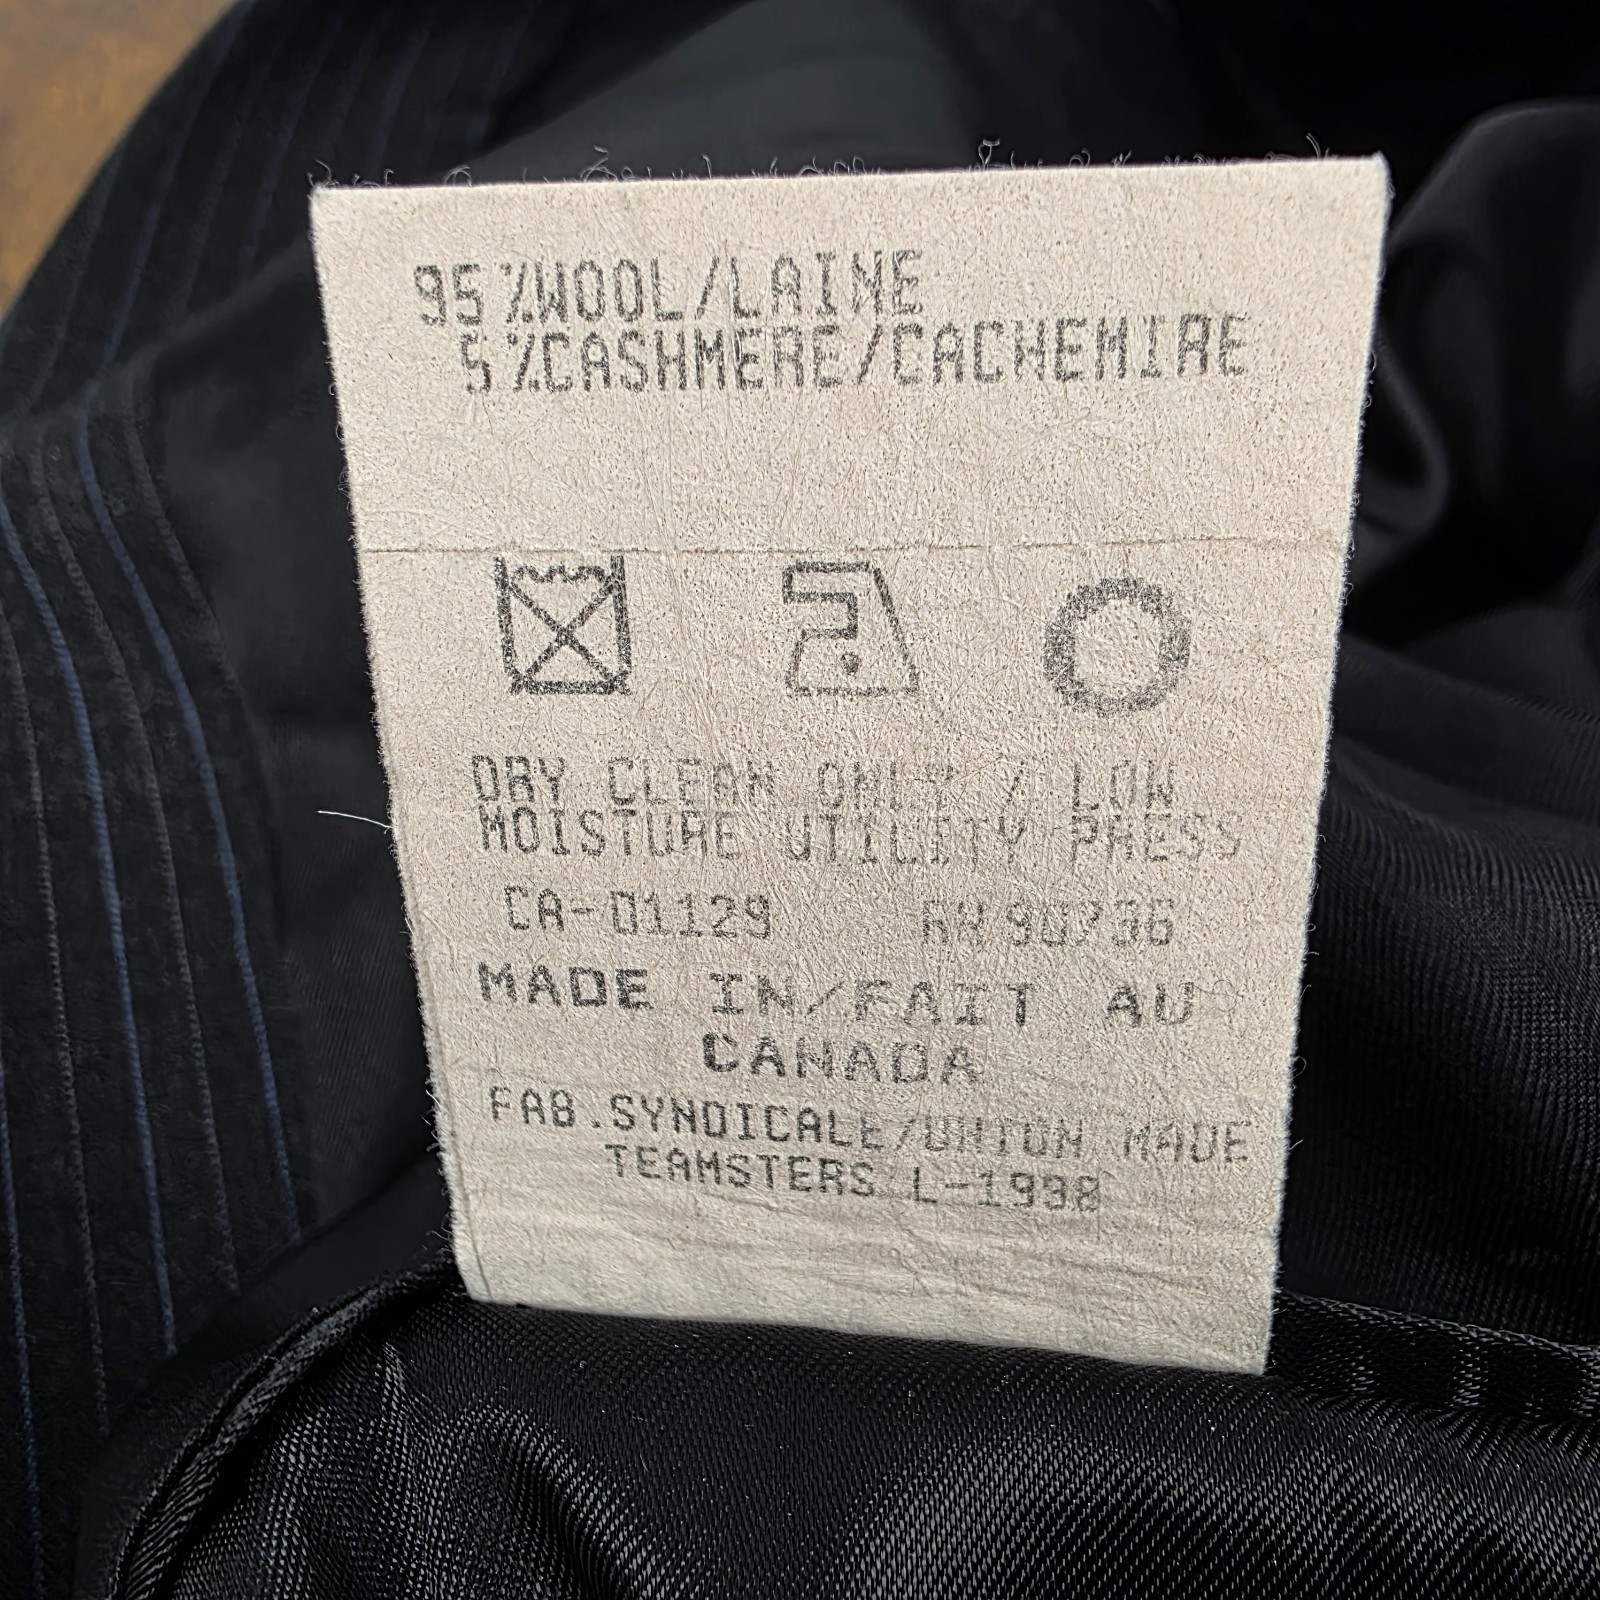 95%WOOL/LAINE
5%CASHMERE/CACHEMIRE
DRY CLEAN ONLY / LOW
MOISTURE UTILITY PRESS
CA-01129
MADE IN/FAIT AU
CANADA
FAB.SYNDICALE/UNION MADE
TEAMSTERS L-1998